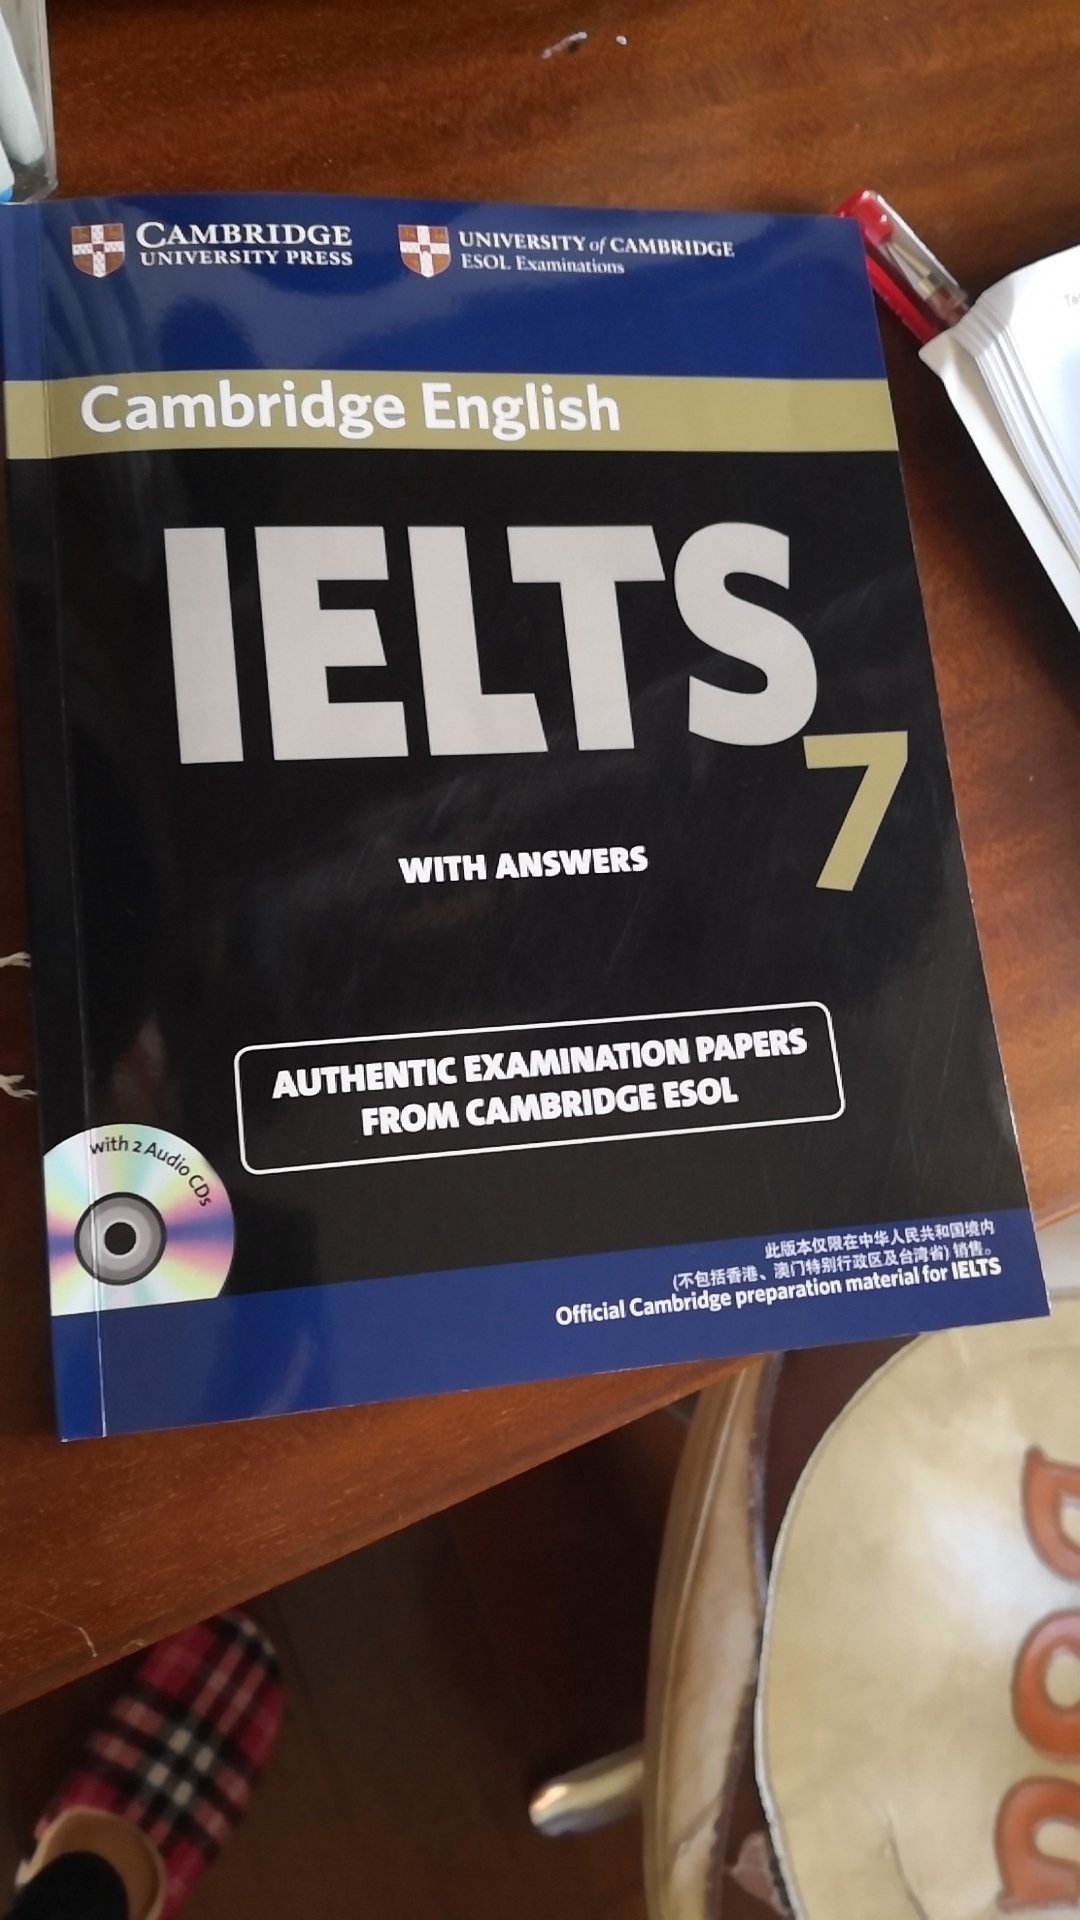 CAMBRIDGE
UNIVERSITY PRESS
UNIVERSITY of CAMBRIDGE
ESOL Examinations
Cambridge English
IELTS
7
WITH ANSWERS
AUTHENTIC EXAMINATION PAPERS
FROM CAMBRIDGE ESOL
with 2 Audio CDs
此版本仅限在中华人民共和国境内
(不包括香港、澳门特别行政区及台湾省) 销售。
Official Cambridge preparation material for IELTS